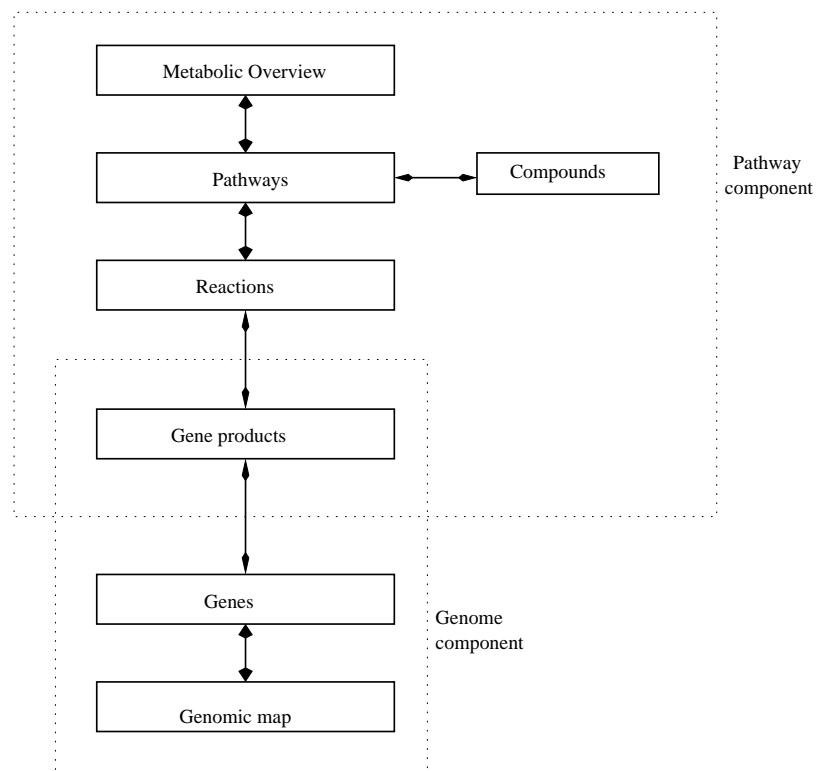 Metabolic Overview
Pathways
Compounds
Pathway
component
Reactions
Gene products
Genes
Genome
component
Genomic map